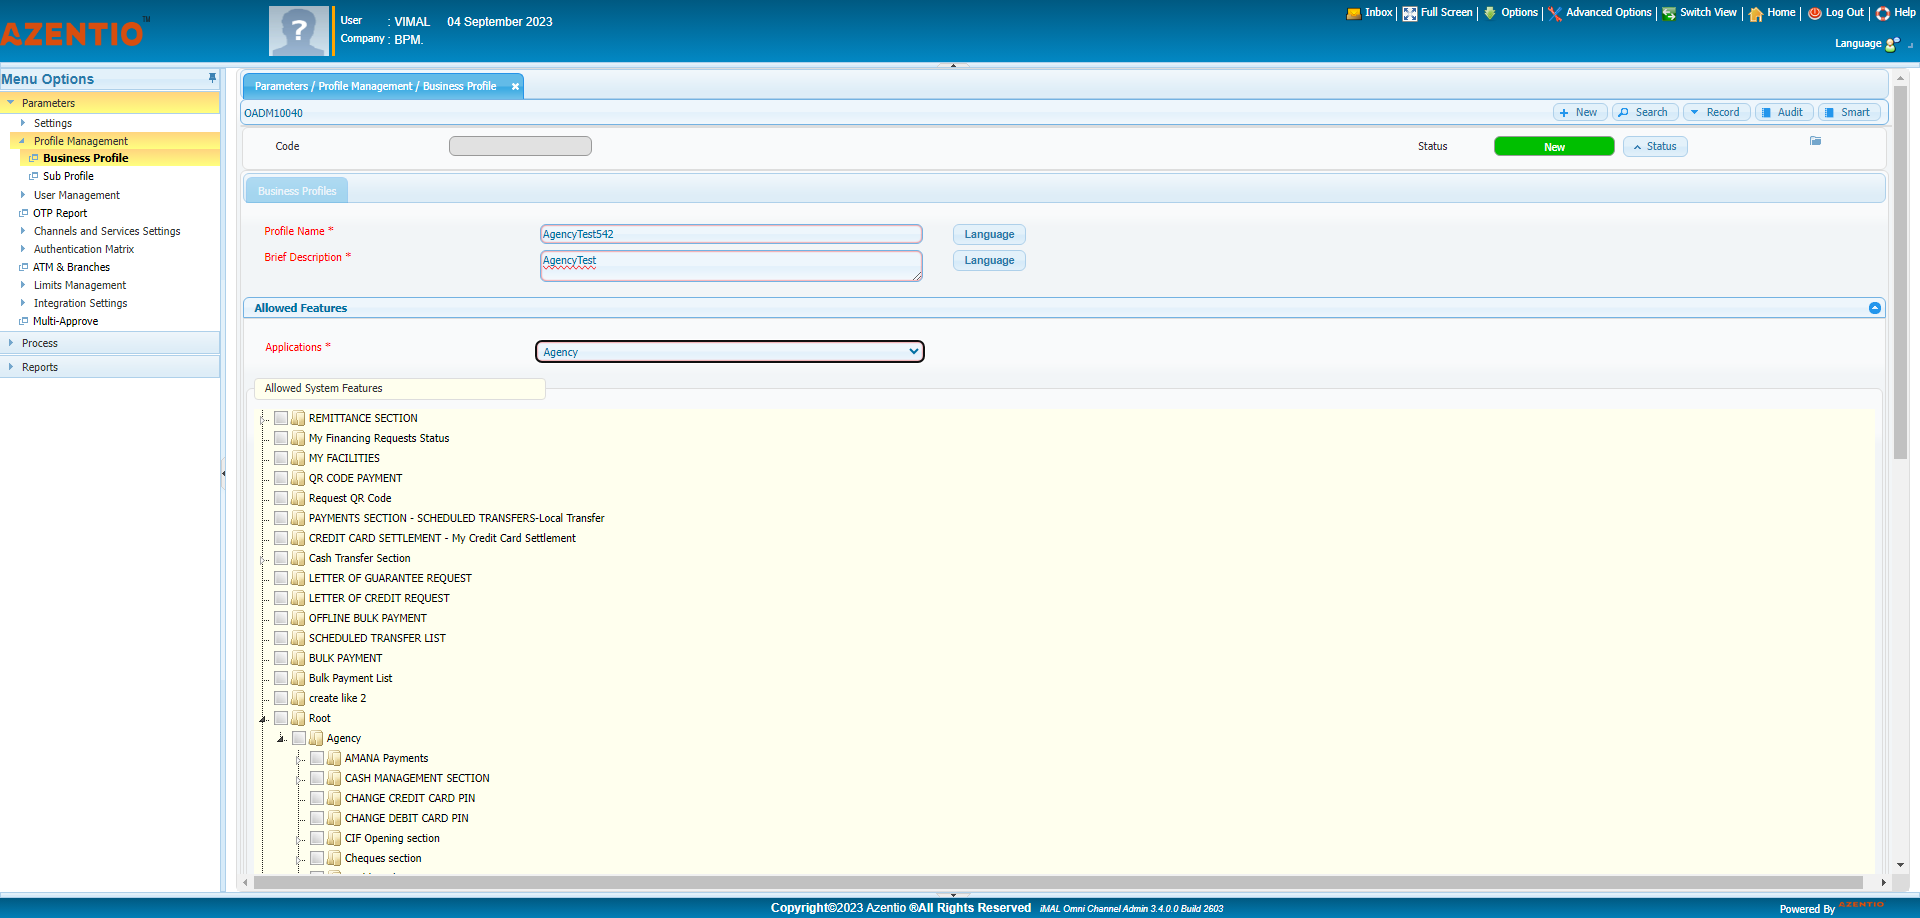 AZENTIO TM
User : VIMAL 04 September 2023
Company : BPM.
Inbox Full Screen Options Advanced Options Switch View Home Log Out Help
Language
Menu Options
Parameters
Settings
Profile Management
Business Profile
Sub Profile
User Management
OTP Report
Channels and Services Settings
Authentication Matrix
ATM & Branches
Limits Management
Integration Settings
Multi-Approve
Process
Reports
Parameters / Profile Management / Business Profile
OADM10040
New Search Record Audit Smart
Code
Status New Status
Business Profiles
Profile Name * AgencyTest542 Language
Brief Description * AgencyTest Language
Allowed Features
Applications * Agency
Allowed System Features
REMITTANCE SECTION
My Financing Requests Status
MY FACILITIES
QR CODE PAYMENT
Request QR Code
PAYMENTS SECTION - SCHEDULED TRANSFERS-Local Transfer
CREDIT CARD SETTLEMENT - My Credit Card Settlement
Cash Transfer Section
LETTER OF GUARANTEE REQUEST
LETTER OF CREDIT REQUEST
OFFLINE BULK PAYMENT
SCHEDULED TRANSFER LIST
BULK PAYMENT
Bulk Payment List
create like 2
Root
Agency
AMANA Payments
CASH MANAGEMENT SECTION
CHANGE CREDIT CARD PIN
CHANGE DEBIT CARD PIN
CIF Opening section
Cheques section
Copyright©2023 Azentio ®All Rights Reserved iMAL Omni Channel Admin 3.4.0.0 Build 2603
Powered By AZENTIO